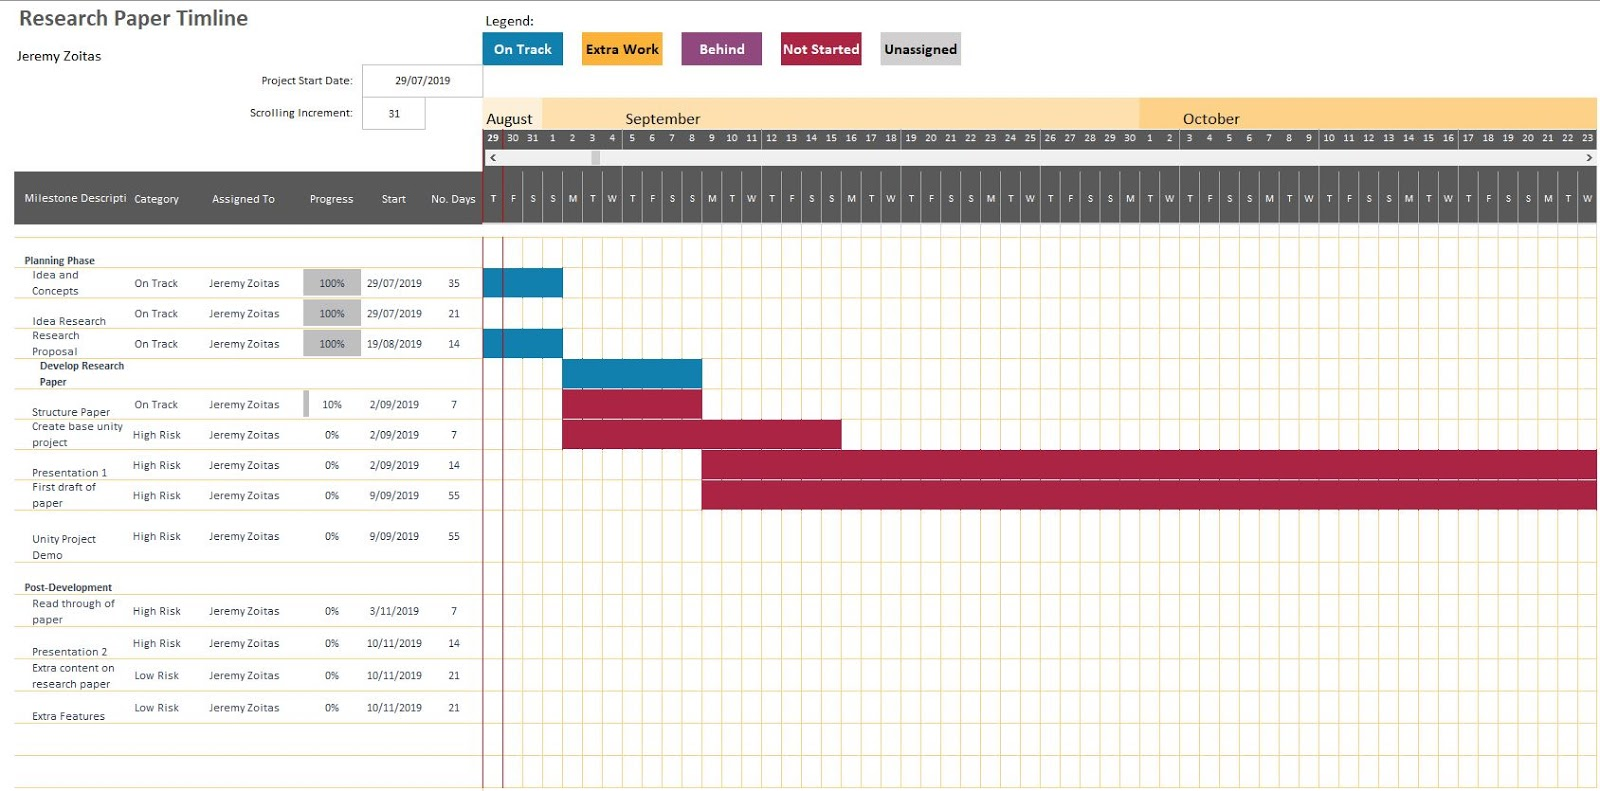 Research Paper Timline
Legend:
On Track Extra Work Behind Not Started Unassigned
Jeremy Zoitas
Project Start Date: 29/07/2019
Scrolling Increment: 31
August September October
29 30 31 1 2 3 4 5 6 7 8 9 10 11 12 13 14 15 16 17 18 19 20 21 22 23 24 25 26 27 28 29 30 1 2 3 4 5 6 7 8 9 10 11 12 13 14 15 16 17 18 19 20 21 22 23
Milestone Descripti Category Assigned To Progress Start No. Days T F S S M T W T F S S M T W T F S S M T W T F S S M T W T F S S M T W T F S S M T W T F S S M T W T F S S M T W
Planning Phase
Idea and
Concepts On Track Jeremy Zoitas 100% 29/07/2019 35
Idea Research On Track Jeremy Zoitas 100% 29/07/2019 21
Research
Proposal On Track Jeremy Zoitas 100% 19/08/2019 14
Develop Research
Paper
Structure Paper On Track Jeremy Zoitas 10% 2/09/2019 7
Create base unity
project High Risk Jeremy Zoitas 0% 2/09/2019 7
Presentation 1 High Risk Jeremy Zoitas 0% 2/09/2019 14
First draft of
paper High Risk Jeremy Zoitas 0% 9/09/2019 55
Unity Project
Demo High Risk Jeremy Zoitas 0% 9/09/2019 55
Post-Development
Read through of
paper High Risk Jeremy Zoitas 0% 3/11/2019 7
Presentation 2 High Risk Jeremy Zoitas 0% 10/11/2019 14
Extra content on
research paper Low Risk Jeremy Zoitas 0% 10/11/2019 21
Extra Features Low Risk Jeremy Zoitas 0% 10/11/2019 21